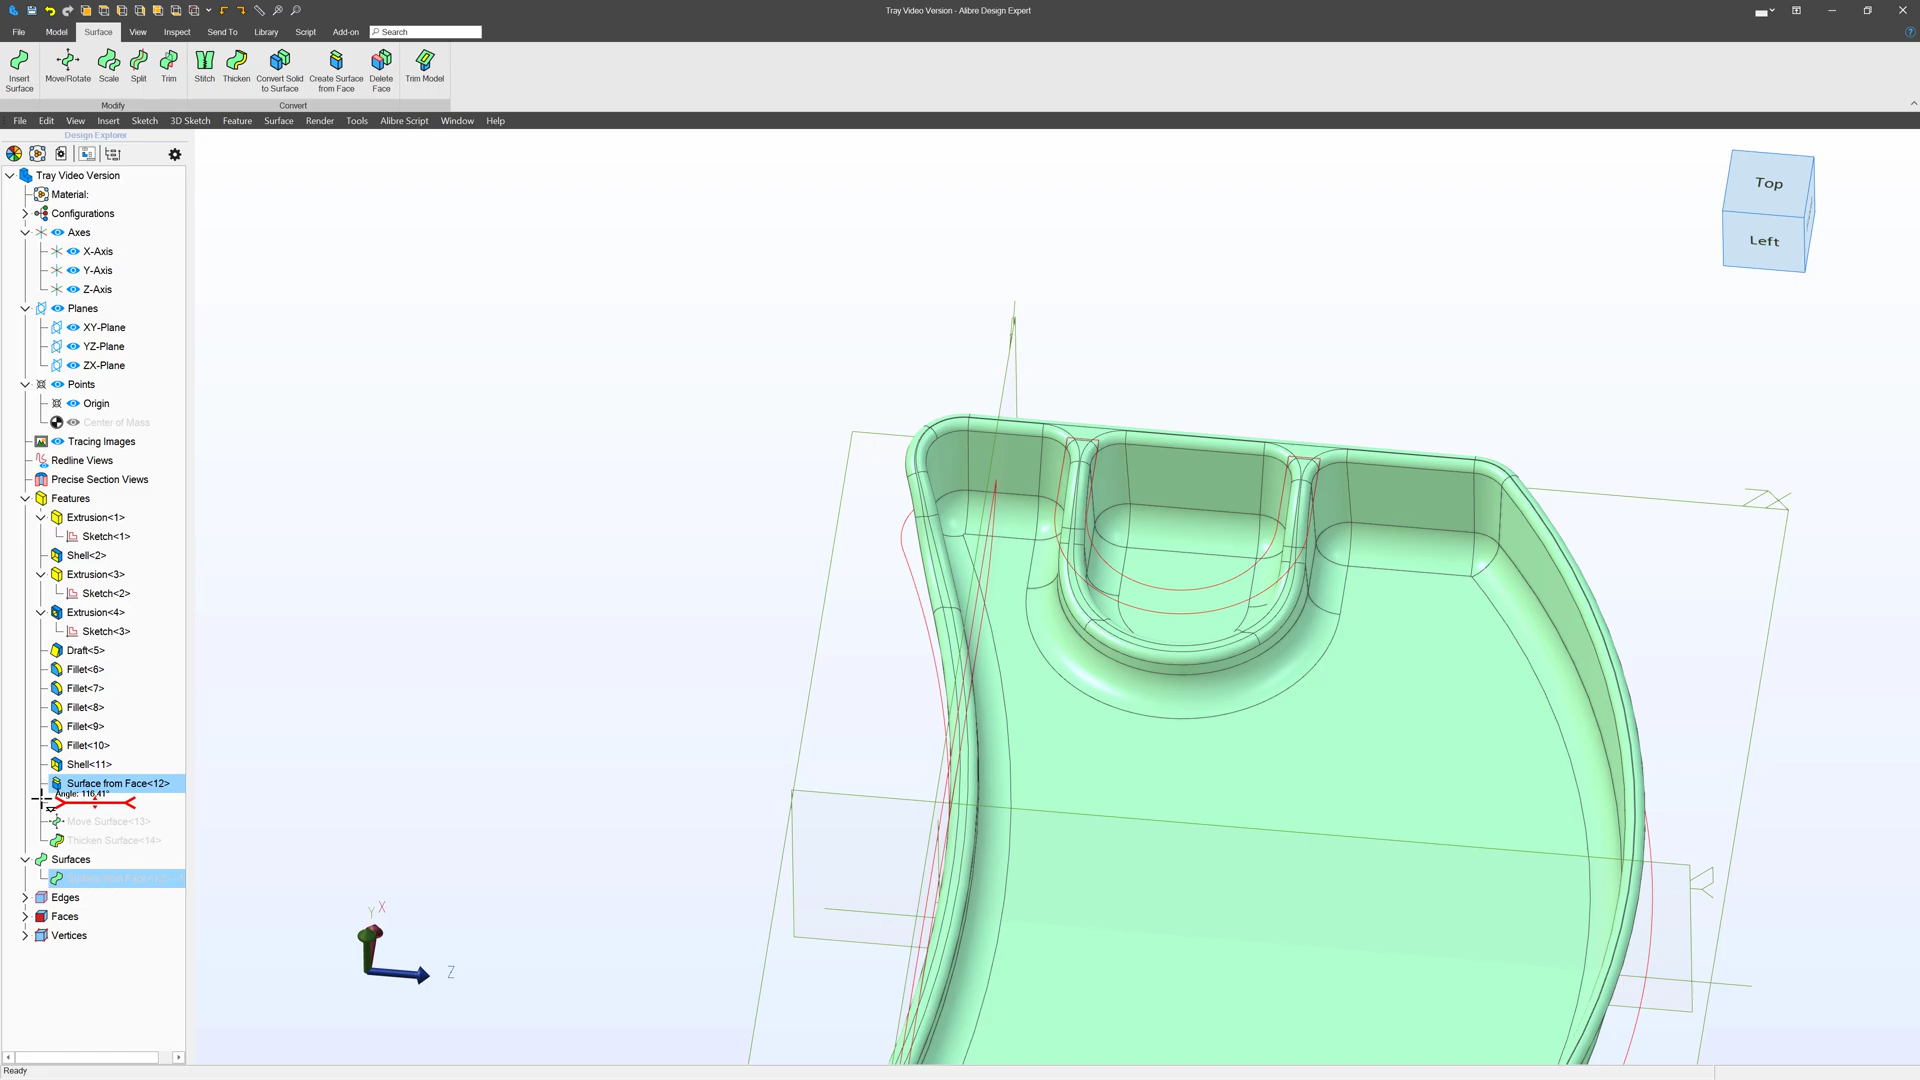 Tray Video Version - Alibre Design Expert
File Model Surface View Inspect Send To Library Script Add-on Search
Insert Surface
Move/Rotate
Scale
Split
Trim
Stitch
Thicken
Convert Solid to Surface
Create Surface from Face
Delete Face
Trim Model
Modify
Convert
File Edit View Insert Sketch 3D Sketch Feature Surface Render Tools Alibre Script Window Help
Design Explorer
Tray Video Version
Material:
Configurations
Axes
X-Axis
Y-Axis
Z-Axis
Planes
XY-Plane
YZ-Plane
ZX-Plane
Points
Origin
Center of Mass
Tracing Images
Redline Views
Precise Section Views
Features
Extrusion<1>
Sketch<1>
Shell<2>
Extrusion<3>
Sketch<2>
Extrusion<4>
Sketch<3>
Draft<5>
Fillet<6>
Fillet<7>
Fillet<8>
Fillet<9>
Fillet<10>
Shell<11>
Surface from Face<12>
Angle: 116.41°
Move Surface<13>
Thicken Surface<14>
Surfaces
Edges
Faces
Vertices
Top
Left
Y X
Z
Ready